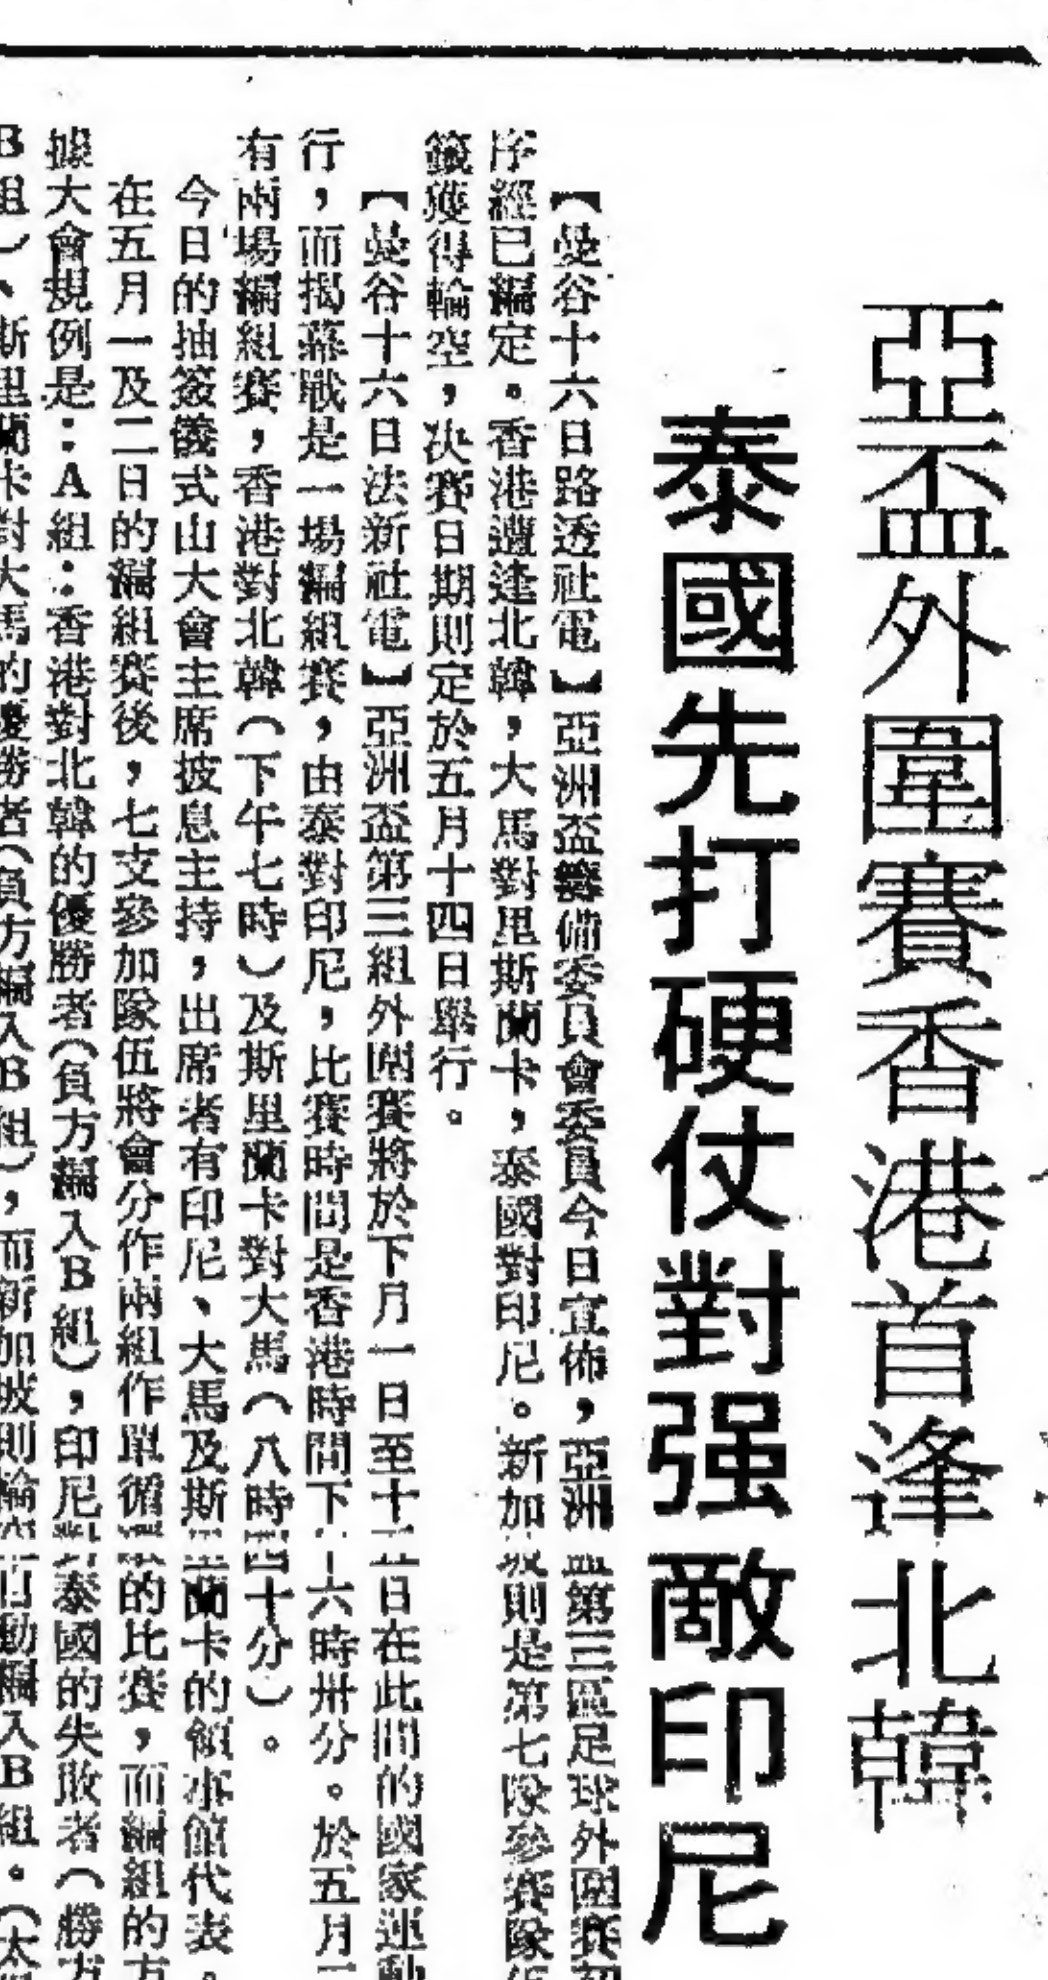 亞盃外圍賽香港首逢北韓
泰國先打硬仗對强敵印尼
【曼谷十六日路透社電】亞洲盃籌備委員會委員今日宣佈，亞洲盃第三區足球外圍賽
序經已編定。香港遭逢北韓，大馬對里斯蘭卡，泰國對印尼。新加坡則是第七隊參賽隊伍
籤獲得輪空，决賽日期則定於五月十四日舉行。
【曼谷十六日法新社電】亞洲盃第三組外圍賽將於下月一日至十二日在此間的國家運動
行，而揭幕戰是一場編組賽，由泰對印尼，比賽時間是香港時間下午六時卅分。於五月二
有兩場編組賽，香港對北韓（下午七時）及斯里蘭卡對大馬（八時四十分）。
今日的抽簽儀式由大會主席披息主持，出席者有印尼、大馬及斯里蘭卡的領事館代表。
在五月一及二日的編組賽後，七支參加隊伍將會分作兩組作單循環的比賽，而編組的方
據大會規例是：A組：香港對北韓的優勝者（負方編入B組），印尼對泰國的失敗者（勝方
B組）、斯里蘭卡對大馬的優勝者（負方編入B組），而新加坡則輪空自動編入B組。（太